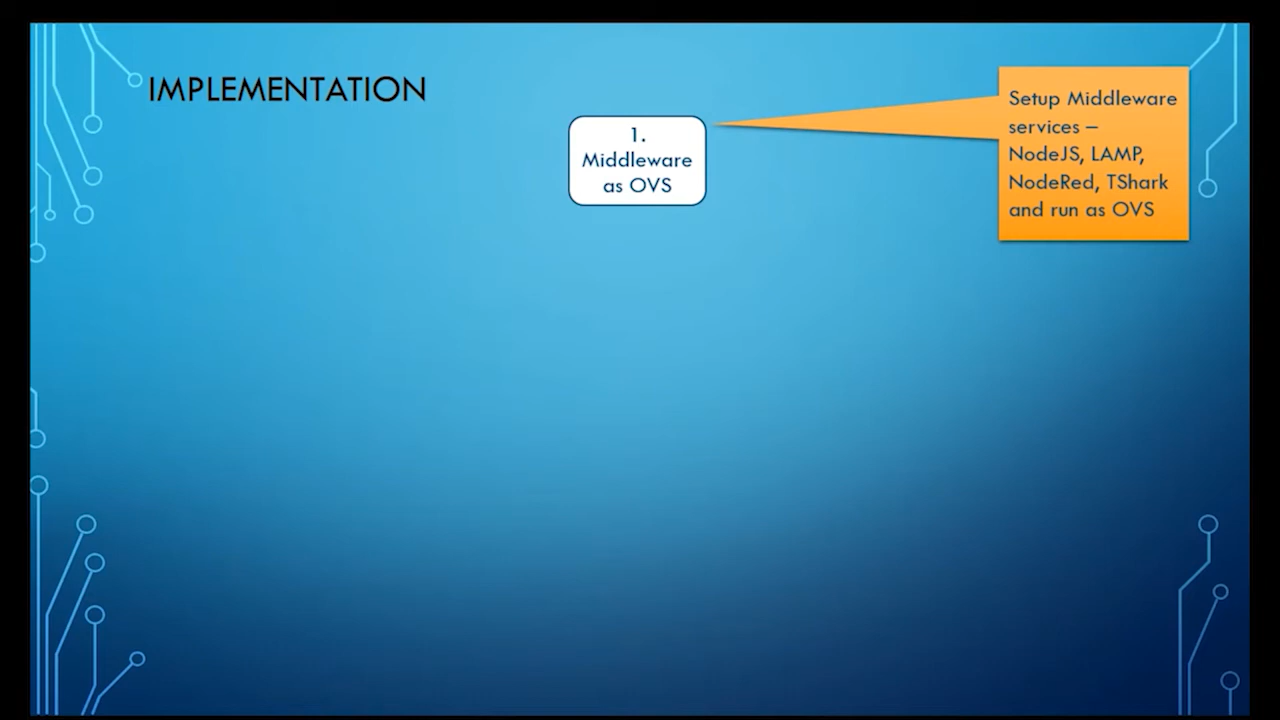 IMPLEMENTATION
1.
Middleware
as OVS
Setup Middleware
services –
NodeJS, LAMP,
NodeRed, TShark
and run as OVS